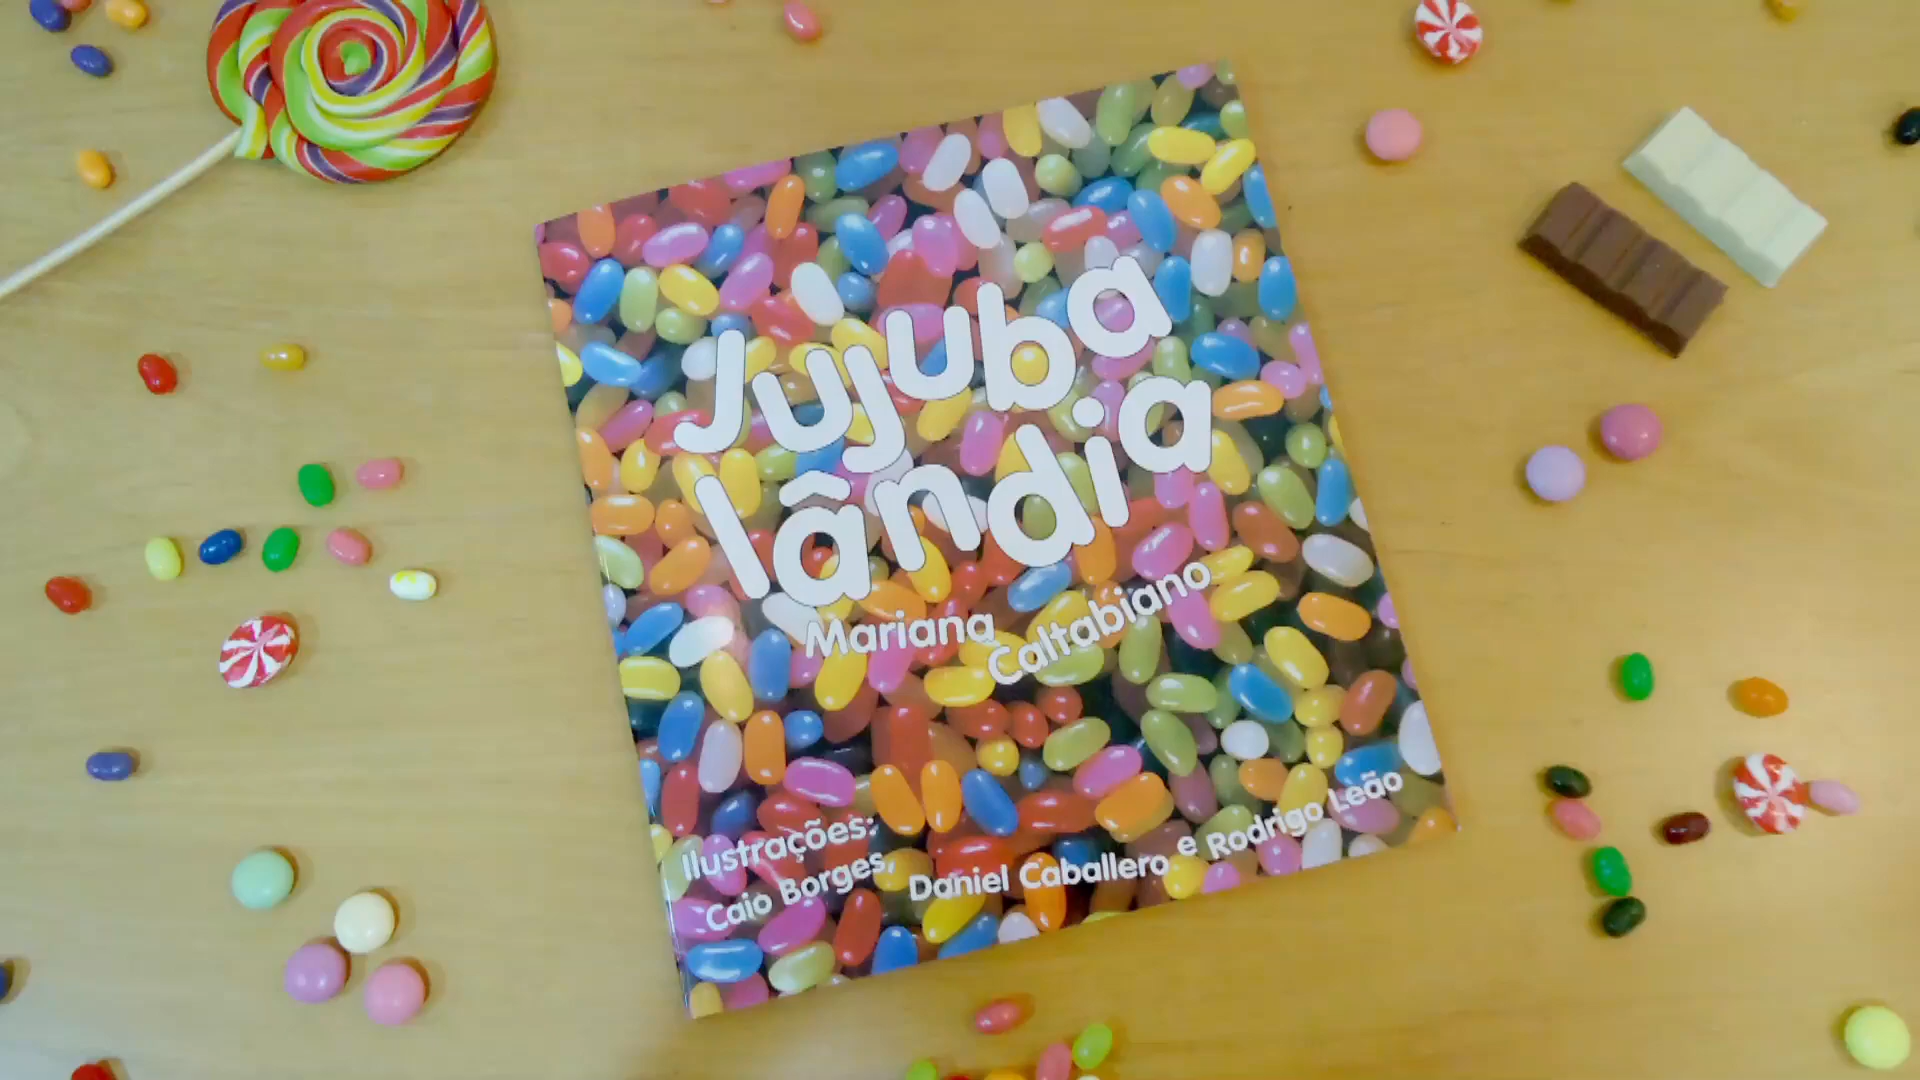 Jujuba
lândia
Mariana Caltabiano
Ilustrações:
Caio Borges, Daniel Caballero e Rodrigo Leão